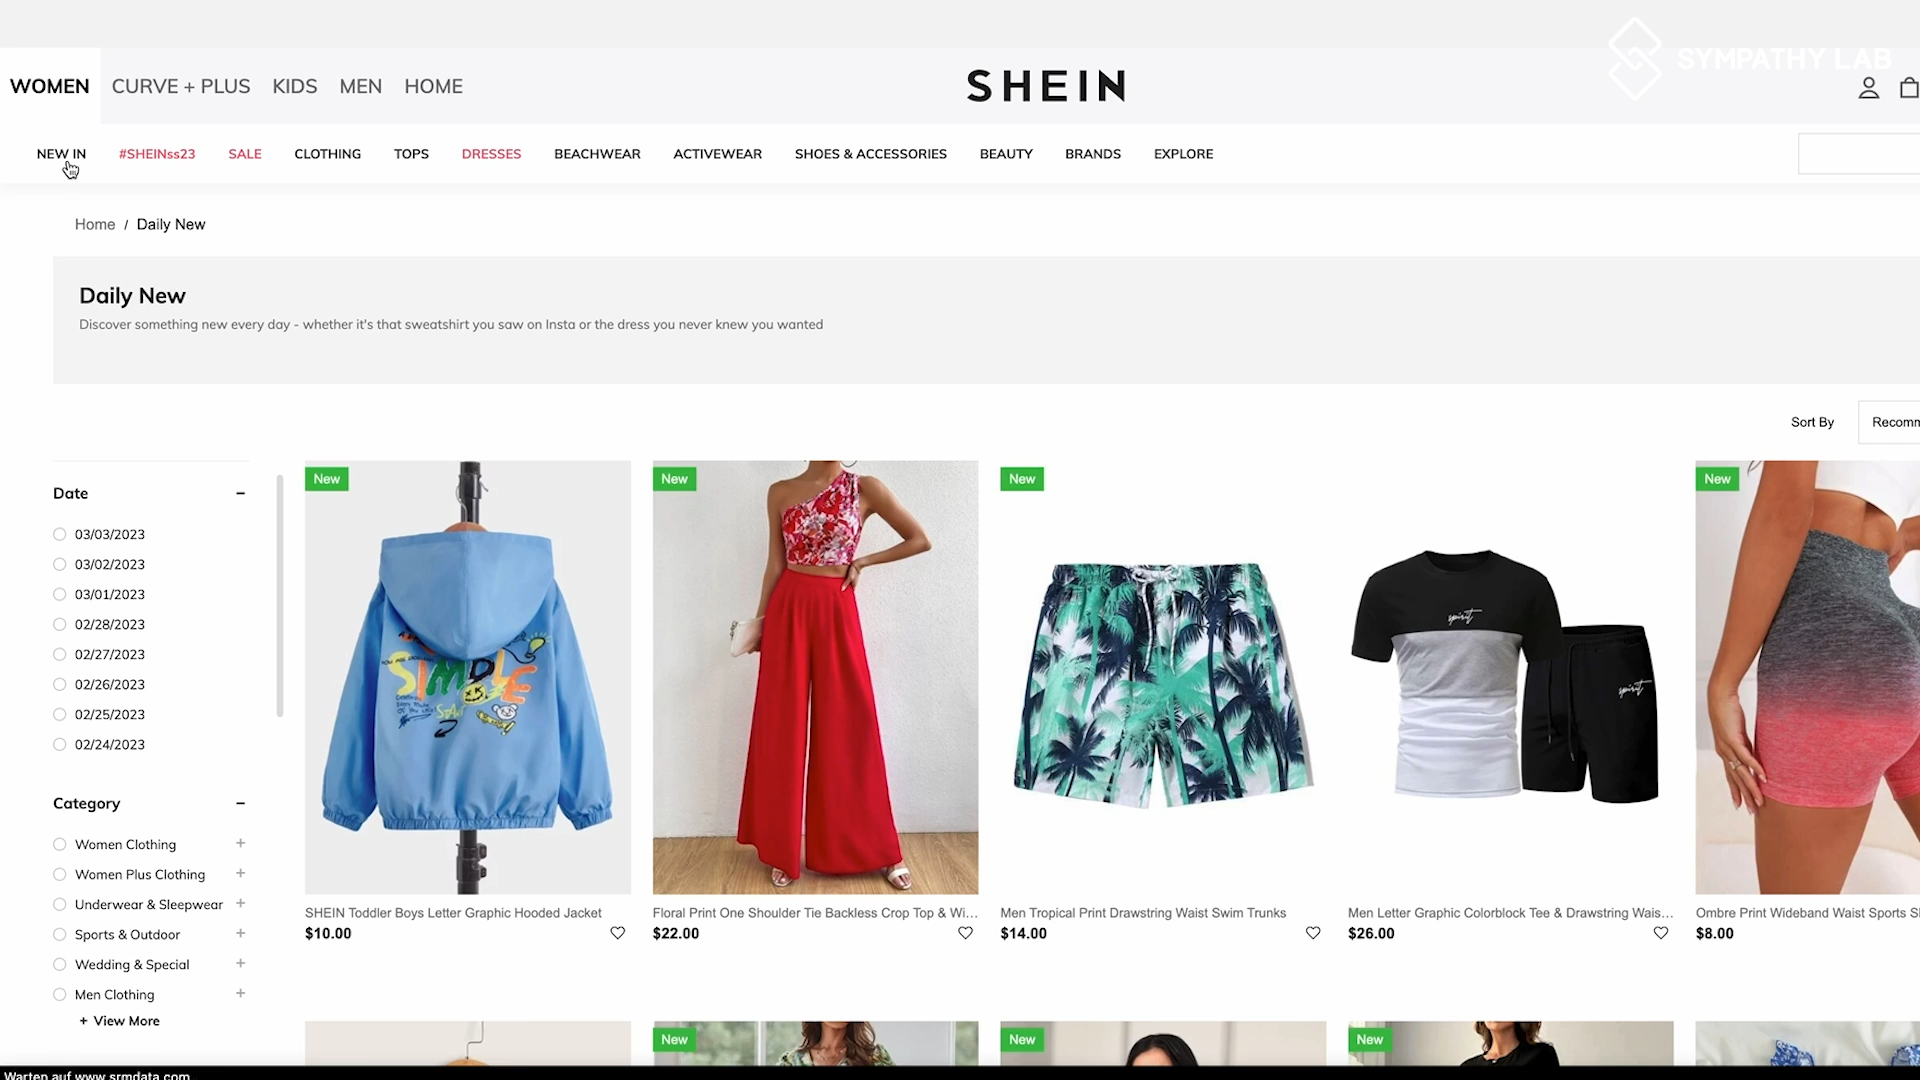 SYMPATHY LAB
WOMEN CURVE + PLUS KIDS MEN HOME SHEIN
NEW IN #SHEINss23 SALE CLOTHING TOPS DRESSES BEACHWEAR ACTIVEWEAR SHOES & ACCESSORIES BEAUTY BRANDS EXPLORE
Home / Daily New
Daily New
Discover something new every day - whether it's that sweatshirt you saw on Insta or the dress you never knew you wanted
Sort By Recomm
Date −
03/03/2023
03/02/2023
03/01/2023
02/28/2023
02/27/2023
02/26/2023
02/25/2023
02/24/2023
Category −
Women Clothing +
Women Plus Clothing +
Underwear & Sleepwear +
Sports & Outdoor +
Wedding & Special +
Men Clothing +
+ View More
New New New New
SIMPLE
START
spirit
spirit
SHEIN Toddler Boys Letter Graphic Hooded Jacket
$10.00
Floral Print One Shoulder Tie Backless Crop Top & Wi...
$22.00
Men Tropical Print Drawstring Waist Swim Trunks
$14.00
Men Letter Graphic Colorblock Tee & Drawstring Wais...
$26.00
Ombre Print Wideband Waist Sports S
$8.00
New New New
Warten auf www.srmdata.com